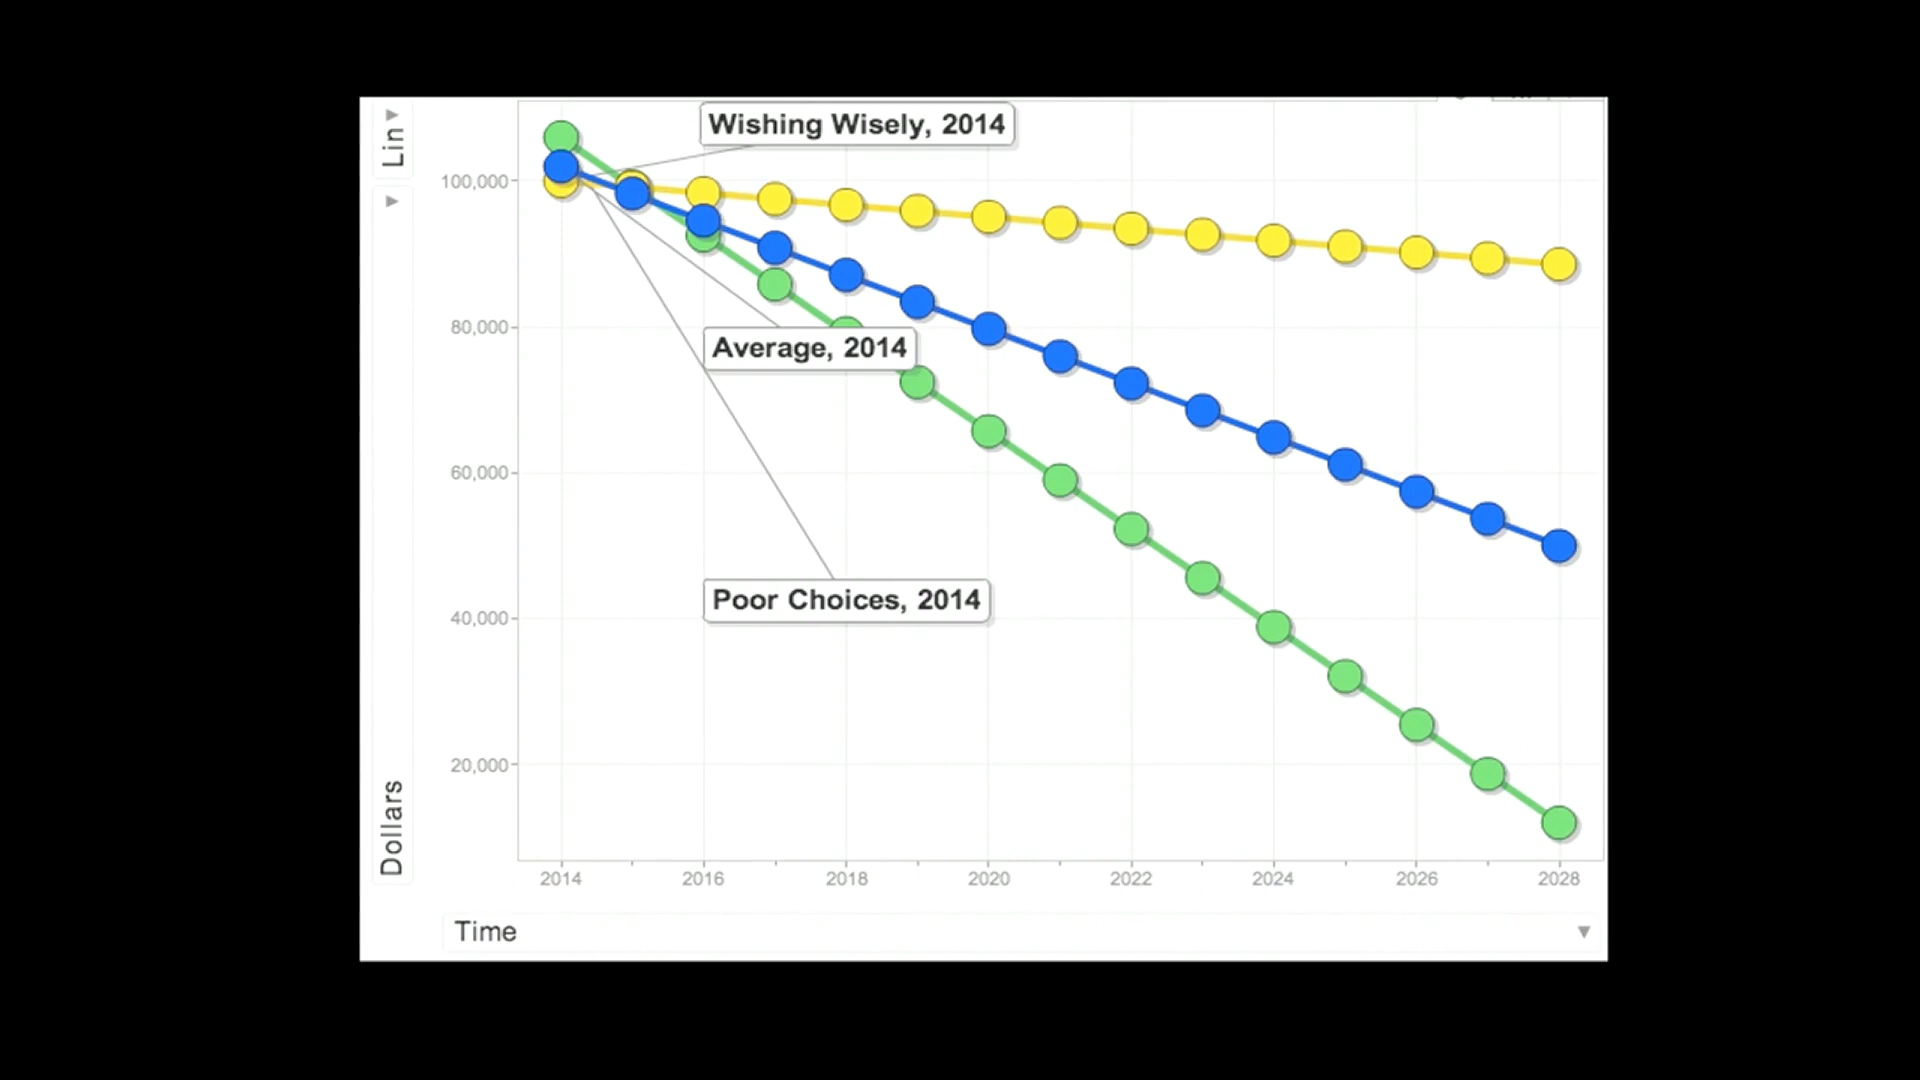 Lin
Wishing Wisely, 2014
100,000
80,000
Average, 2014
60,000
40,000
Poor Choices, 2014
20,000
Dollars
2014 2016 2018 2020 2022 2024 2026 2028
Time